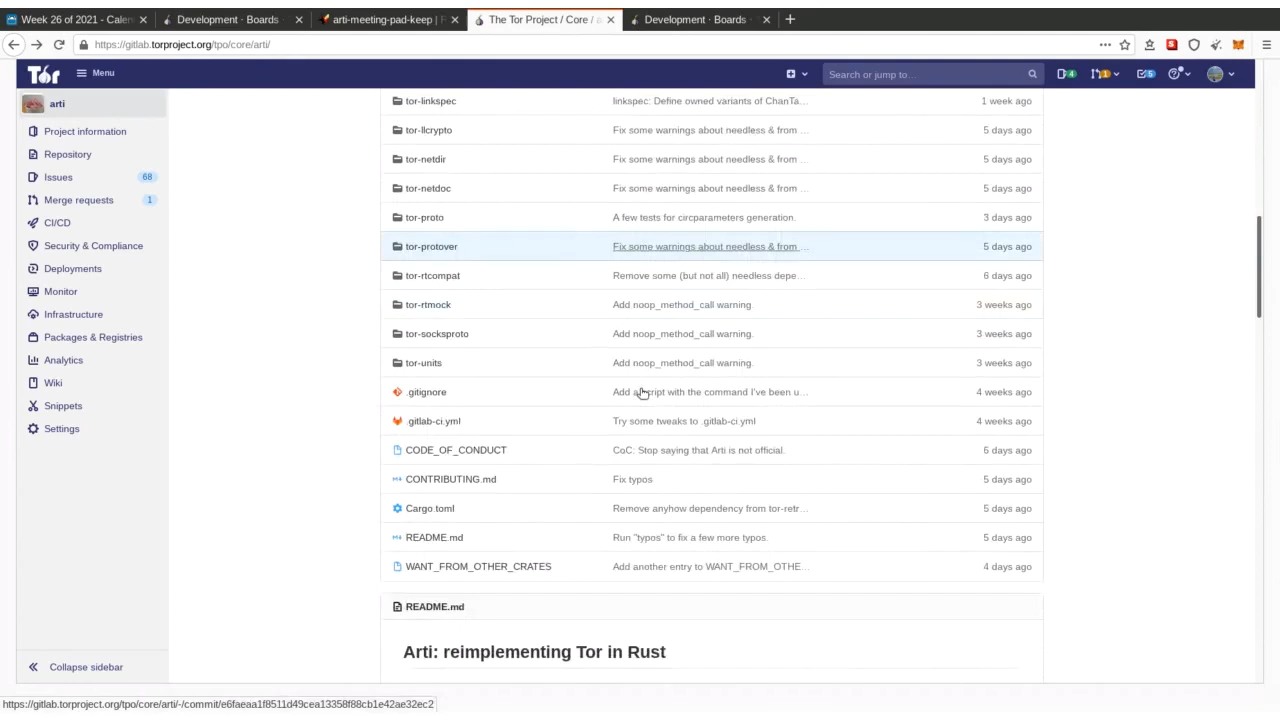 Week 26 of 2021 - Calen
Development · Boards ·
arti-meeting-pad-keep | R
The Tor Project / Core / a
Development · Boards ·
https://gitlab.torproject.org/tpo/core/arti/
Tor
Menu
Search or jump to…
4
1
5
arti
Project information
Repository
Issues 68
Merge requests 1
CI/CD
Security & Compliance
Deployments
Monitor
Infrastructure
Packages & Registries
Analytics
Wiki
Snippets
Settings
Collapse sidebar
tor-linkspec linkspec: Define owned variants of ChanTa… 1 week ago
tor-llcrypto Fix some warnings about needless & from … 5 days ago
tor-netdir Fix some warnings about needless & from … 5 days ago
tor-netdoc Fix some warnings about needless & from … 5 days ago
tor-proto A few tests for circparameters generation. 3 days ago
tor-protover Fix some warnings about needless & from … 5 days ago
tor-rtcompat Remove some (but not all) needless depe… 6 days ago
tor-rtmock Add noop_method_call warning. 3 weeks ago
tor-socksproto Add noop_method_call warning. 3 weeks ago
tor-units Add noop_method_call warning. 3 weeks ago
.gitignore Add a script with the command I've been u… 4 weeks ago
.gitlab-ci.yml Try some tweaks to .gitlab-ci.yml 4 weeks ago
CODE_OF_CONDUCT CoC: Stop saying that Arti is not official. 6 days ago
CONTRIBUTING.md Fix typos 5 days ago
Cargo.toml Remove anyhow dependency from tor-retr… 5 days ago
README.md Run "typos" to fix a few more typos. 5 days ago
WANT_FROM_OTHER_CRATES Add another entry to WANT_FROM_OTHE… 4 days ago
README.md
Arti: reimplementing Tor in Rust
https://gitlab.torproject.org/tpo/core/arti/-/commit/e6faeaa1f8511d49cea13358f88cb1e42ae32ec2